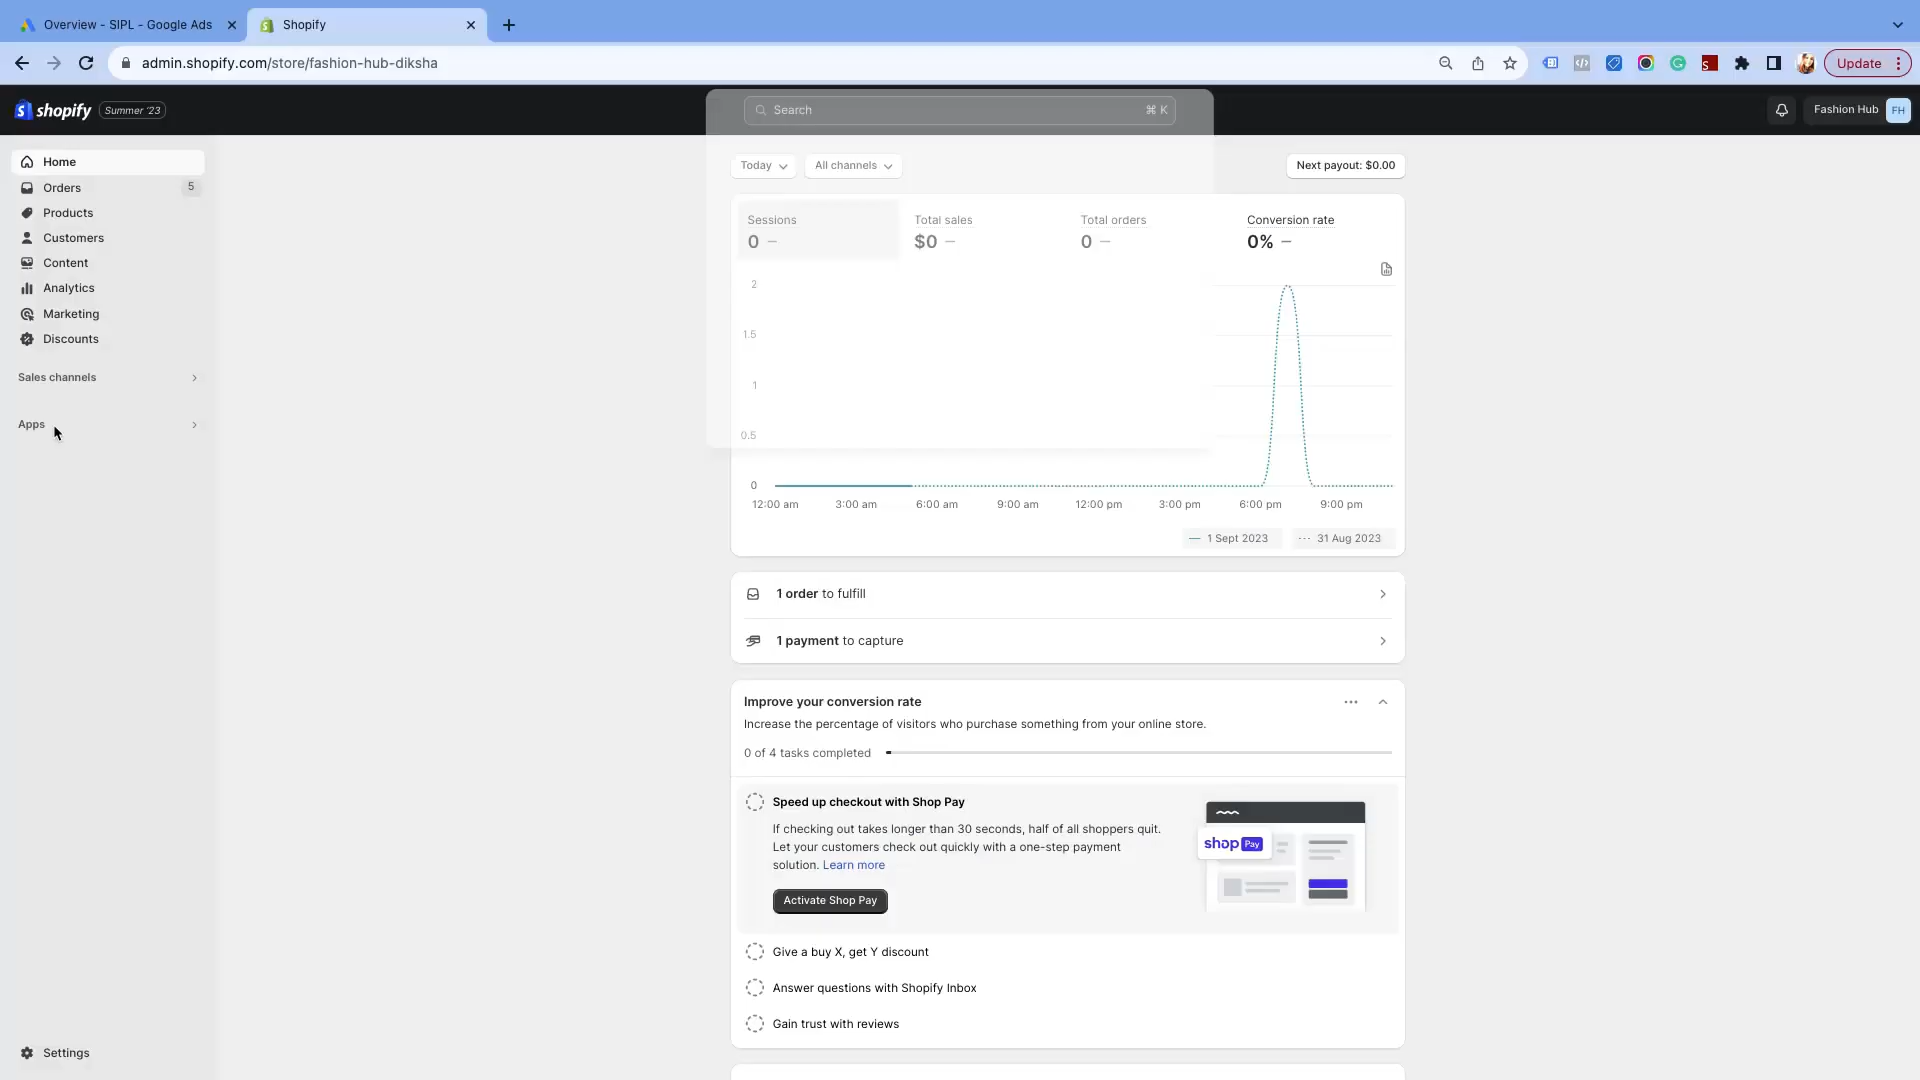 Overview - SIPL - Google Ads
Shopify
admin.shopify.com/store/fashion-hub-diksha
Update
shopify
Summer '23
Search
⌘ K
Fashion Hub
FH
Home
Orders
5
Products
Customers
Content
Analytics
Marketing
Discounts
Sales channels
Apps
Settings
Today
All channels
Next payout: $0.00
Sessions
0 –
Total sales
$0 –
Total orders
0 –
Conversion rate
0% –
2
1.5
1
0.5
0
12:00 am
3:00 am
6:00 am
9:00 am
12:00 pm
3:00 pm
6:00 pm
9:00 pm
1 Sept 2023
31 Aug 2023
1 order to fulfill
1 payment to capture
Improve your conversion rate
Increase the percentage of visitors who purchase something from your online store.
0 of 4 tasks completed
Speed up checkout with Shop Pay
If checking out takes longer than 30 seconds, half of all shoppers quit.
Let your customers check out quickly with a one-step payment
solution. Learn more
Activate Shop Pay
shop Pay
Give a buy X, get Y discount
Answer questions with Shopify Inbox
Gain trust with reviews